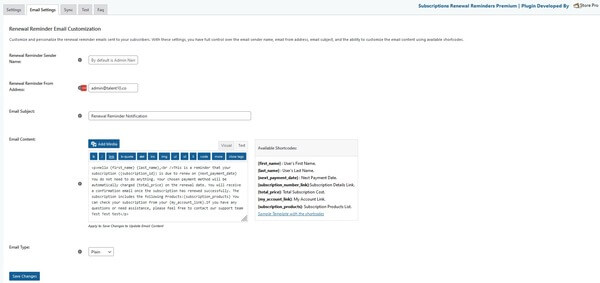 Settings
Email Settings
Sync
Test
Faq
Subscriptions Renewal Reminders Premium | Plugin Developed By
Store Pro
Renewal Reminder Email Customization
Customize and personalize the renewal reminder emails sent to your subscribers. With these settings, you have full control over the email sender name, email from address, email subject, and the ability to customize the email content using available shortcodes.
Renewal Reminder Sender Name:
By default is Admin Nam
Renewal Reminder From Address:
admin@talent10.co
Email Subject:
Renewal Reminder Notification
Email Content:
Add Media
Visual
Text
b
i
link
b-quote
del
ins
img
ul
ol
li
code
more
close tags
<p>Hello {first_name} {last_name},<br />This is a reminder that your
subscription {subscription_id} is due to renew on {next_payment_date}
You do not need to do anything. Your chosen payment method will be
automatically charged {total_price} on the renewal date. You will receive
a confirmation email once the subscription has renewed successfully. The
subscription includes the following Products:{subscription_products} You
can check your subscription from your {my_account_link}.If you have any
questions or need assistance, please feel free to contact our support team
Test Test Test</p>
Apply to Save Changes to Update Email Content
Available Shortcodes:
{first_name} : User's First Name.
{last_name} : User's Last Name.
{next_payment_date} : Next Payment Date.
{subscription_number_link}:Subscription Details Link.
{total_price}: Total Subscription Cost.
{my_account_link}: My Account Link.
{subscription_products}: Subscription Products List.
Sample Template with the shortcodes
Email Type:
Plain
Save Changes